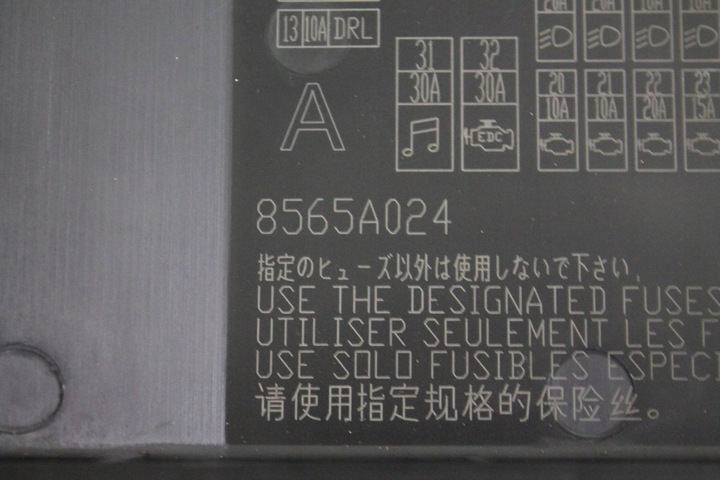 13 10A DRL
A
31 32
30A 30A
EDC
20 21 22 23
10A 10A 20A 15A
8565A024
指定のヒューズ以外は使用しないで下さい.
USE THE DESIGNATED FUSES
UTILISER SEULEMENT LES F
USE SOLO FUSIBLES ESPECI
请使用指定规格的保险丝。